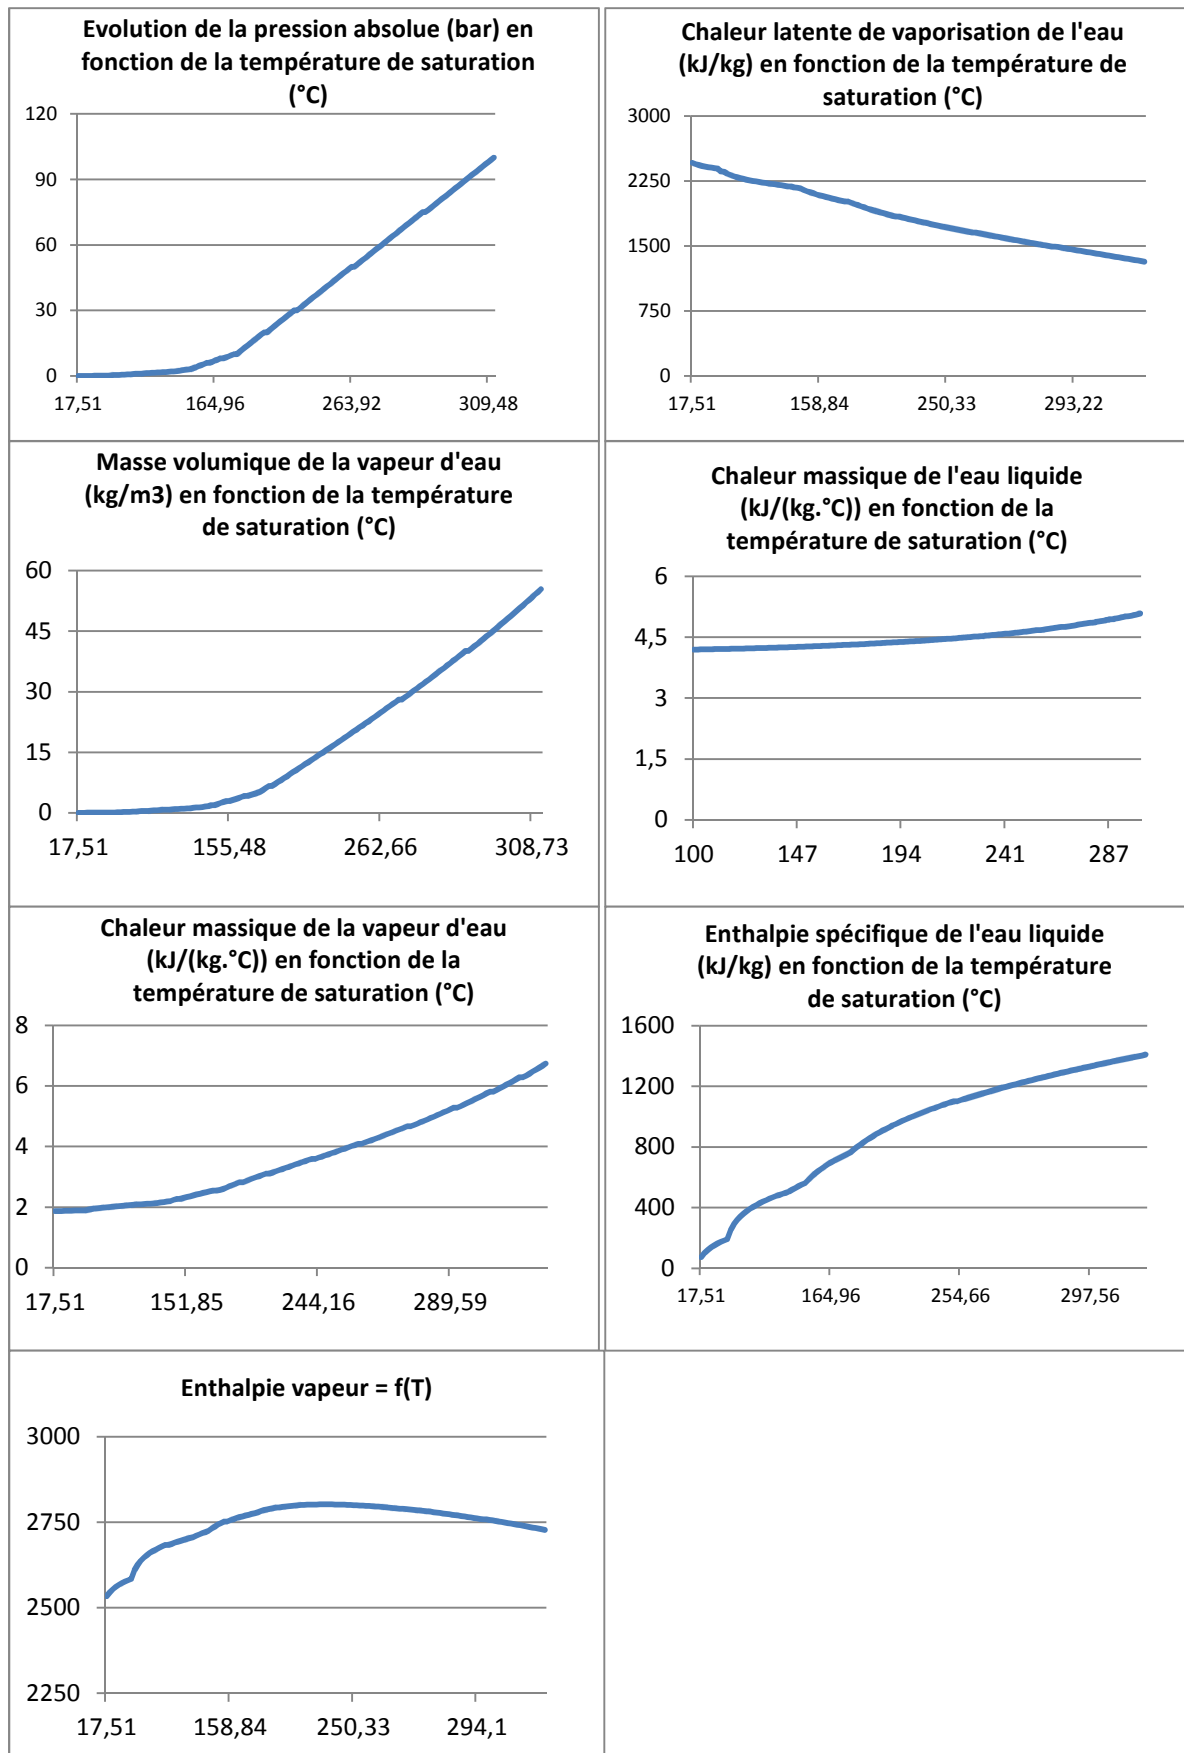 Evolution de la pression absolue (bar) en
fonction de la température de saturation
(°C)
120
90
60
30
0
17,51 164,96 263,92 309,48
Chaleur latente de vaporisation de l'eau
(kJ/kg) en fonction de la température de
saturation (°C)
3000
2250
1500
750
0
17,51 158,84 250,33 293,22
Masse volumique de la vapeur d'eau
(kg/m3) en fonction de la température
de saturation (°C)
60
45
30
15
0
17,51 155,48 262,66 308,73
Chaleur massique de l'eau liquide
(kJ/(kg.°C)) en fonction de la
température de saturation (°C)
6
4,5
3
1,5
0
100 147 194 241 287
Chaleur massique de la vapeur d'eau
(kJ/(kg.°C)) en fonction de la
température de saturation (°C)
8
6
4
2
0
17,51 151,85 244,16 289,59
Enthalpie spécifique de l'eau liquide
(kJ/kg) en fonction de la température
de saturation (°C)
1600
1200
800
400
0
17,51 164,96 254,66 297,56
Enthalpie vapeur = f(T)
3000
2750
2500
2250
17,51 158,84 250,33 294,1